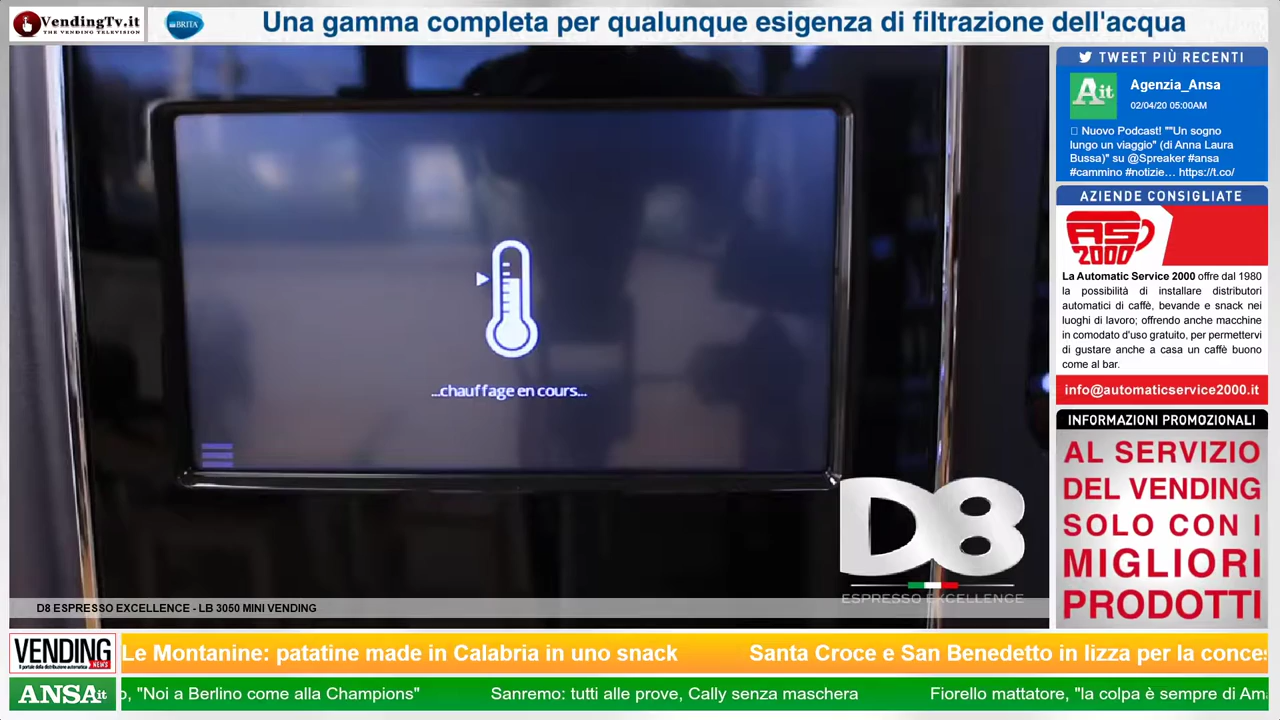 VendingTv.it
THE VENDING TELEVISION
BRITA
Una gamma completa per qualunque esigenza di filtrazione dell'acqua
...chauffage en cours...
D8
ESPRESSO EXCELLENCE
D8 ESPRESSO EXCELLENCE - LB 3050 MINI VENDING
TWEET PIÙ RECENTI
Ait
Agenzia_Ansa
02/04/20 05:00AM
Nuovo Podcast! ""Un sogno
lungo un viaggio" (di Anna Laura
Bussa)" su @Spreaker #ansa
#cammino #notizie… https://t.co/
AZIENDE CONSIGLIATE
RS
2000
La Automatic Service 2000 offre dal 1980
la possibilità di installare distributori
automatici di caffè, bevande e snack nei
luoghi di lavoro; offrendo anche macchine
in comodato d'uso gratuito, per permettervi
di gustare anche a casa un caffè buono
come al bar.
info@automaticservice2000.it
INFORMAZIONI PROMOZIONALI
AL SERVIZIO
DEL VENDING
SOLO CON I
MIGLIORI
PRODOTTI
VENDING
NEWS
Il portale della distribuzione automatica
Le Montanine: patatine made in Calabria in uno snack
Santa Croce e San Benedetto in lizza per la conces
ANSA.it
o, "Noi a Berlino come alla Champions"
Sanremo: tutti alle prove, Cally senza maschera
Fiorello mattatore, "la colpa è sempre di Am